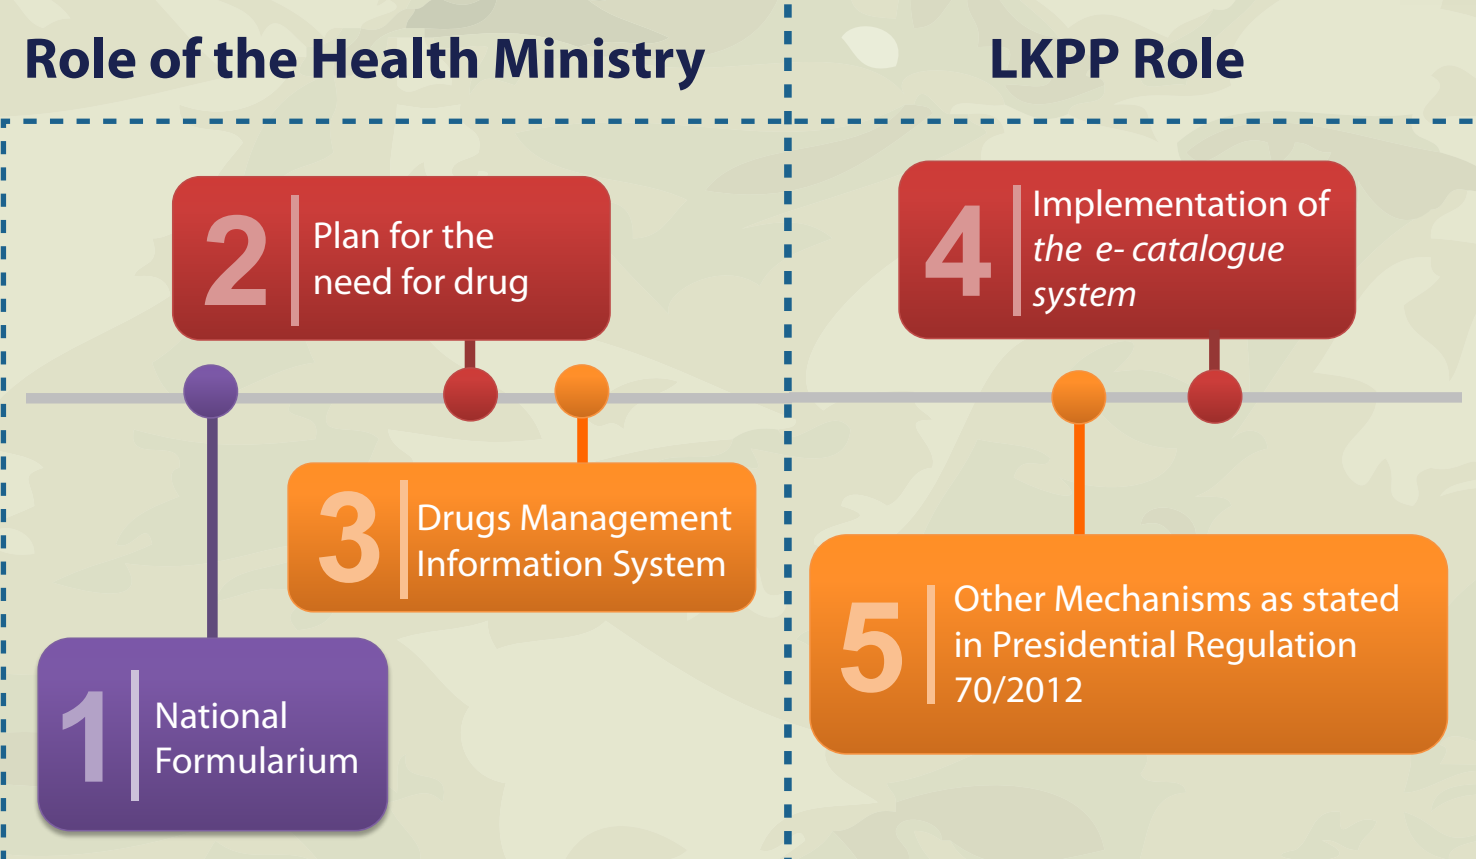 Role of the Health Ministry
LKPP Role
2
Plan for the
need for drug
4
Implementation of
the e- catalogue
system
3
Drugs Management
Information System
5
Other Mechanisms as stated
in Presidential Regulation
70/2012
1
National
Formularium